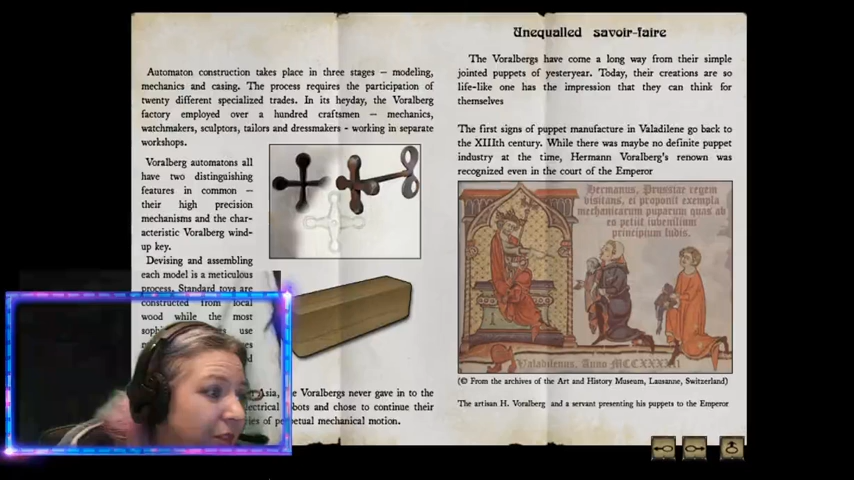 Automaton construction takes place in three stages – modeling,
mechanics and casing. The process requires the participation of
twenty different specialized trades. In its heyday, the Voralberg
factory employed over a hundred craftsmen – mechanics,
watchmakers, sculptors, tailors and dressmakers - working in separate
workshops.
Voralberg automatons all
have two distinguishing
features in common –
their high precision
mechanisms and the char-
acteristic Voralberg wind-
up key.
Devising and assembling
each model is a meticulous
process. Standard toys are
constructed from local
wood while the most
use
Asia, the Voralbergs never gave in to the
and chose to continue their
of perpetual mechanical motion.
Unequalled savoir-faire
The Voralbergs have come a long way from their simple
jointed puppets of yesteryear. Today, their creations are so
life-like one has the impression that they can think for
themselves
The first signs of puppet manufacture in Valadilene go back to
the XIIIth century. While there was maybe no definite puppet
industry at the time, Hermann Voralberg's renown was
recognized even in the court of the Emperor
Hermanus, Prussiae regem
visitans, ei proponit exempla
mechanicarum puparum quas ab
eo petiit iuvenilium
principium ludis.
Valadilenus, Anno
(© From the archives of the Art and History Museum, Lausanne, Switzerland)
The artisan H. Voralberg and a servant presenting his puppets to the Emperor